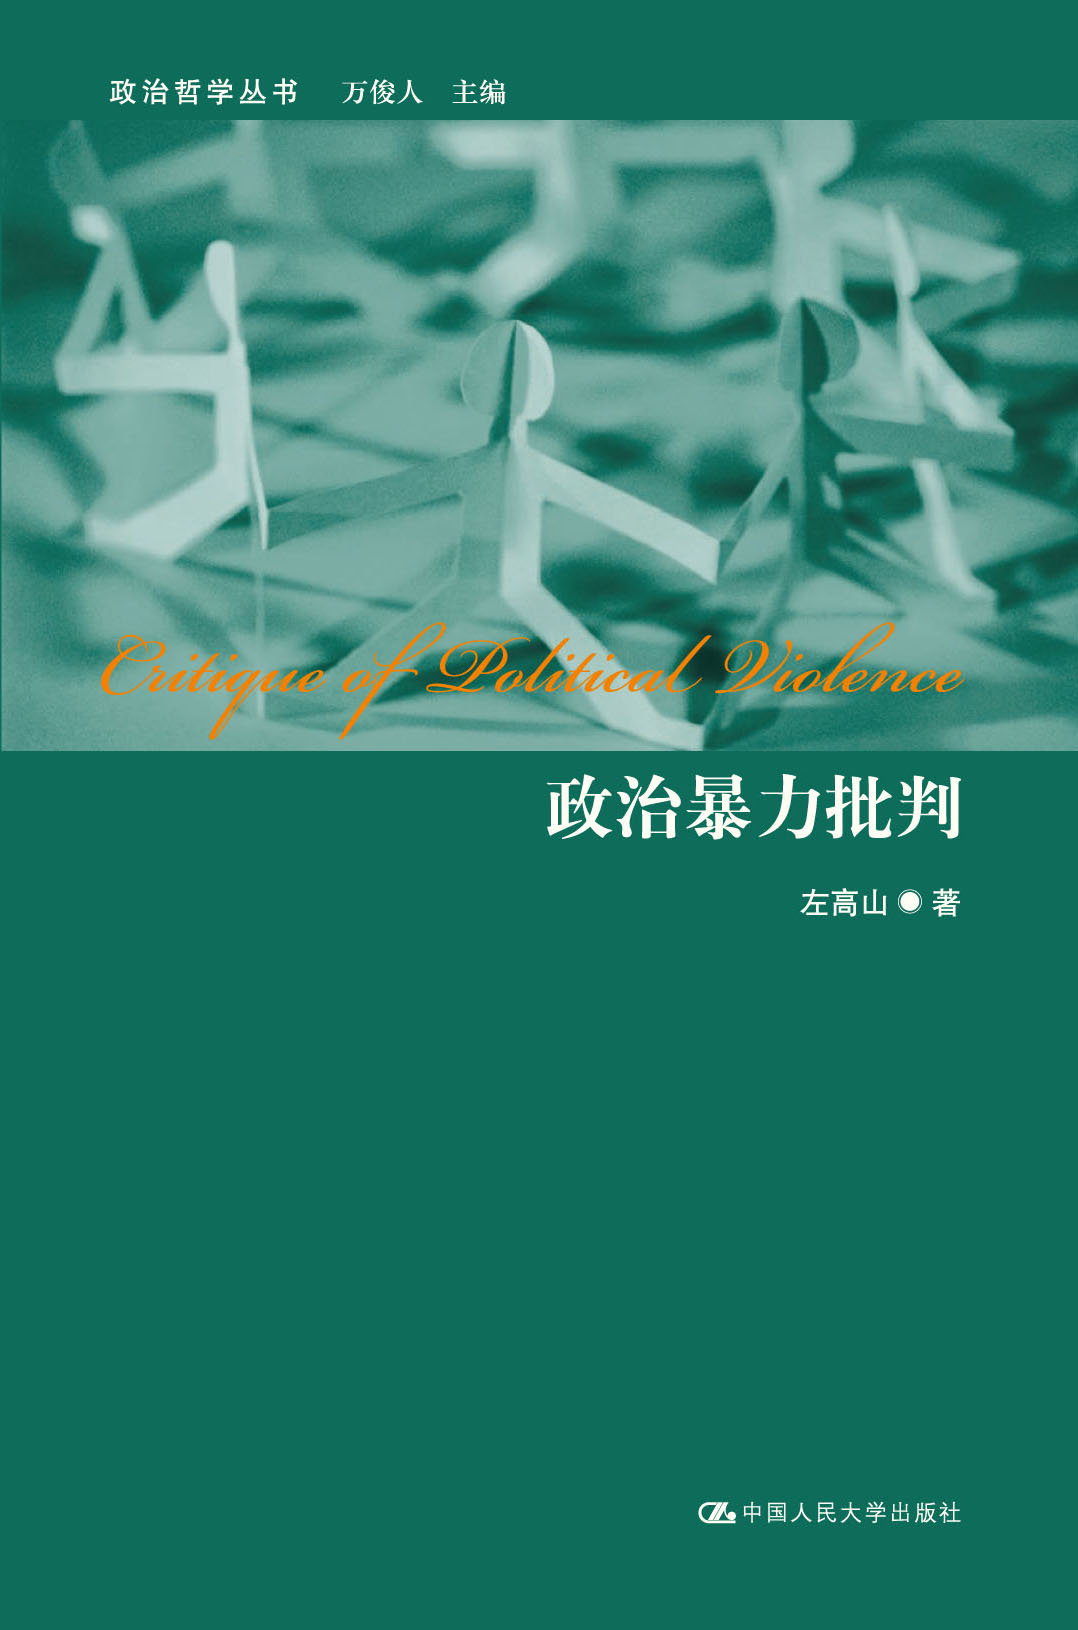 政治哲学丛书 万俊人 主编
Critique of Political Violence
政治暴力批判
左高山◉著
中国人民大学出版社